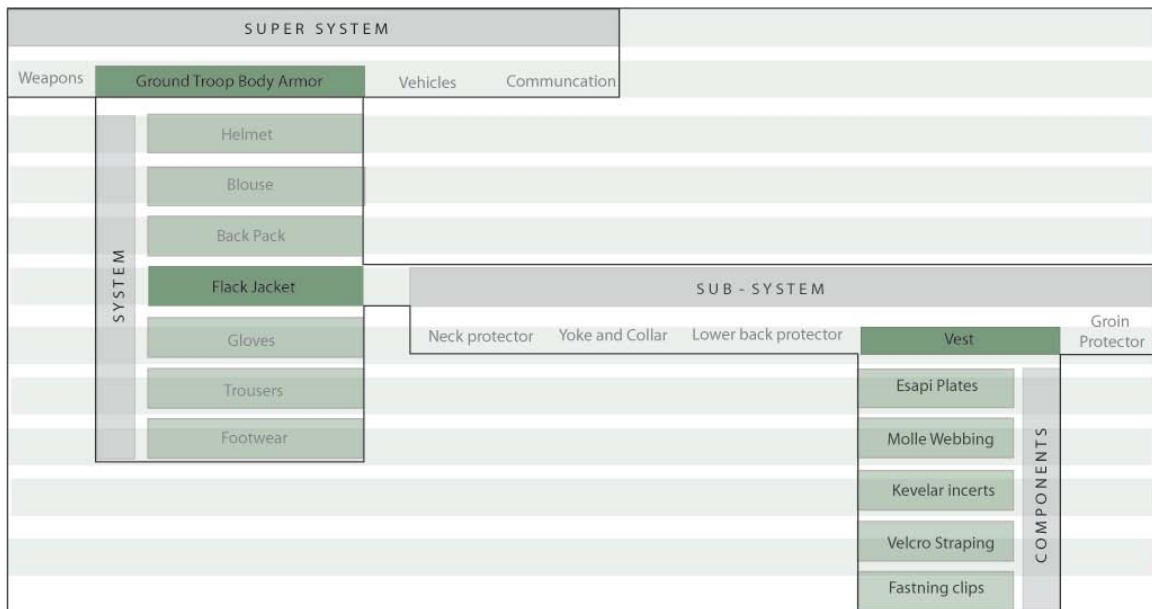 SUPER SYSTEM
Weapons
Ground Troop Body Armor
Vehicles
Communcation
SYSTEM
Helmet
Blouse
Back Pack
Flack Jacket
Gloves
Trousers
Footwear
SUB - SYSTEM
Neck protector
Yoke and Collar
Lower back protector
Vest
Groin
Protector
Esapi Plates
Molle Webbing
Kevelar incerts
Velcro Straping
Fastning clips
COMPONENTS